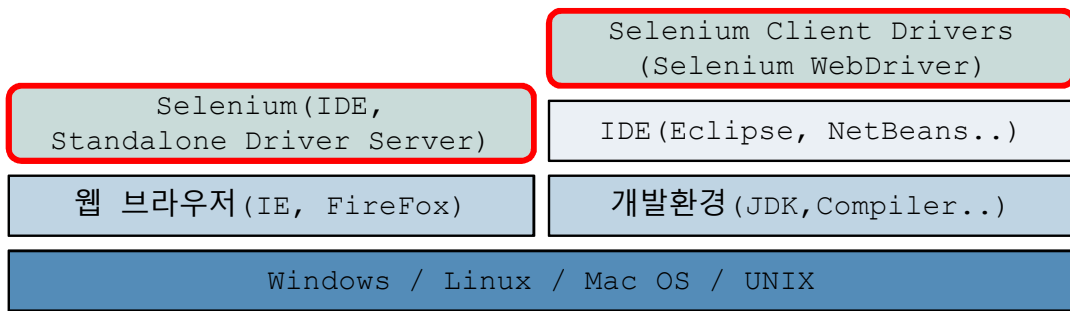 Selenium Client Drivers
(Selenium WebDriver)
Selenium(IDE,
Standalone Driver Server)
IDE(Eclipse, NetBeans..)
웹 브라우저(IE, FireFox)
개발환경(JDK,Compiler..)
Windows / Linux / Mac OS / UNIX